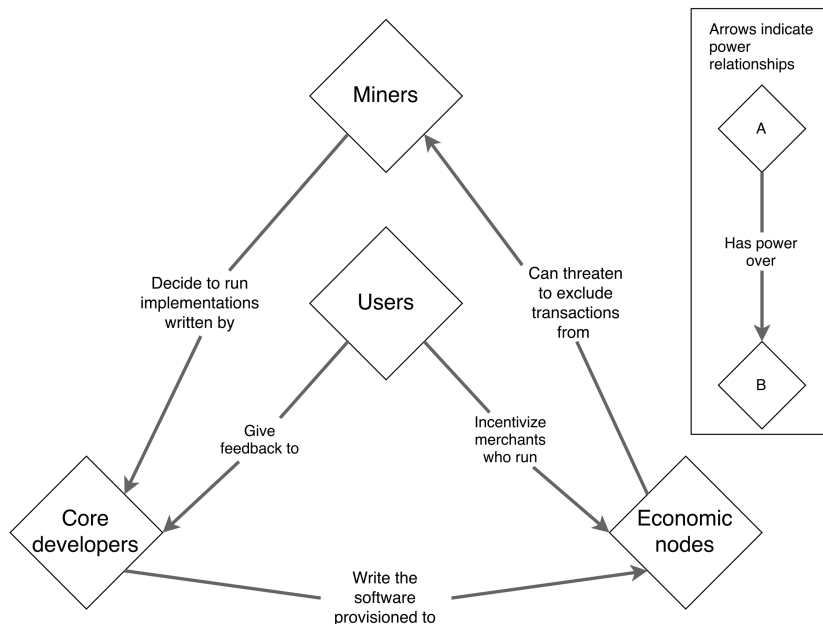 Miners
Decide to run
implementations
written by
Users
Can threaten
to exclude
transactions
from
Give
feedback to
Incentivize
merchants
who run
Core
developers
Economic
nodes
Write the
software
provisioned to
Arrows indicate
power
relationships
A
Has power
over
B